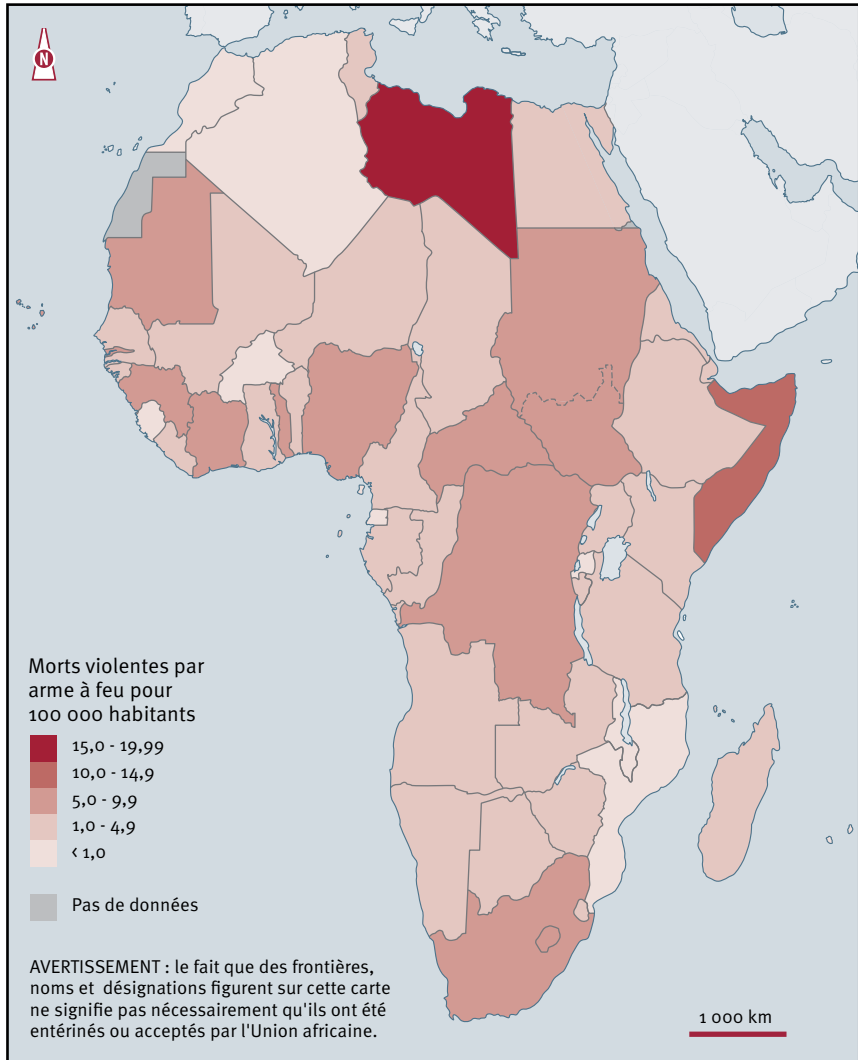 N
Morts violentes par
arme à feu pour
100 000 habitants
15,0 - 19,99
10,0 - 14,9
5,0 - 9,9
1,0 - 4,9
< 1,0
Pas de données
AVERTISSEMENT : le fait que des frontières,
noms et  désignations figurent sur cette carte
ne signifie pas nécessairement qu'ils ont été
entérinés ou acceptés par l'Union africaine.
1 000 km